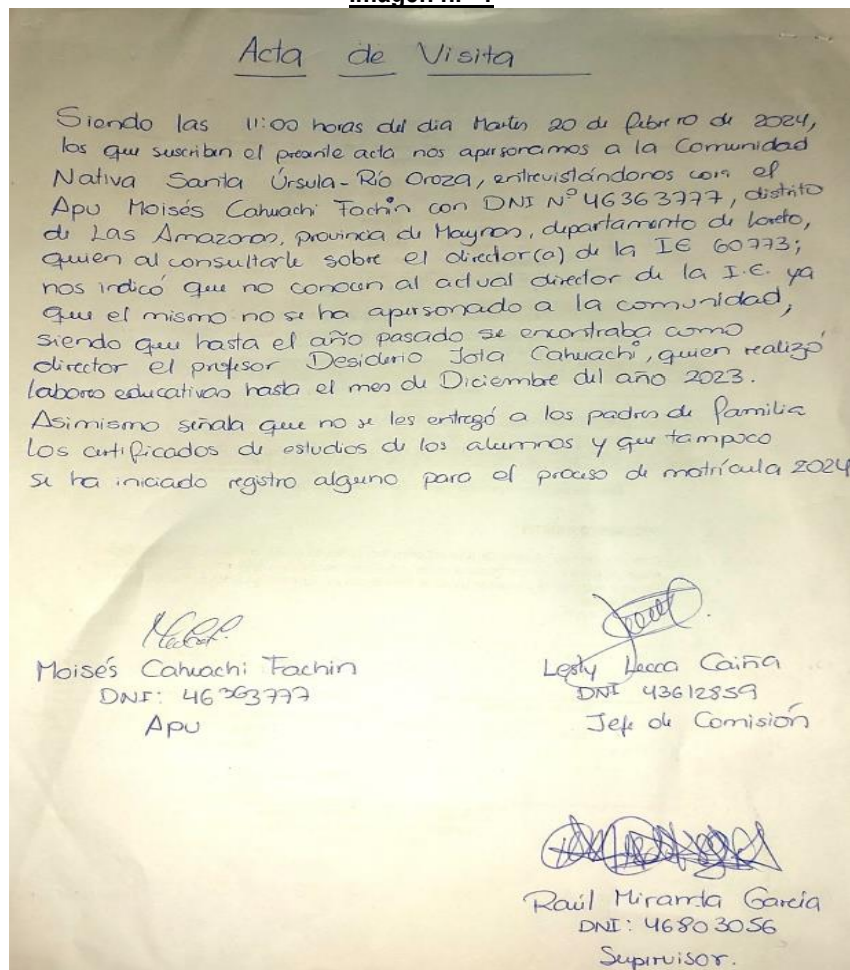 Acta de Visita
Siendo las 11:00 horas del dia Martes 20 de febrero de 2024,
los que suscriben el presente acta nos apersonamos a la Comunidad
Nativa Santa Úrsula-Río Oroza, entrevistándonos con el
Apu Moisés Cahuachi Fachin con DNI N° 46363777, distrito
de Las Amazonas, provincia de Maynas, departamento de Loreto,
quien al consultarle sobre el director(a) de la IE 60773;
nos indicó que no conocen al actual director de la I.E. ya
que el mismo no se ha apersonado a la comunidad,
siendo que hasta el año pasado se encontraba como
director el profesor Desiderio Jota Cahuachi, quien realizó
labores educativas hasta el mes de Diciembre del año 2023.
Asimismo señala que no se les entregó a los padres de familia
los certificados de estudios de los alumnos y que tampoco
se ha iniciado registro alguno para el proceso de matrícula 2024
Moisés Cahuachi Fachin
DNI: 46363777
Apu
Lesly Lecca Caiña
DNI 43612859
Jefe de Comisión
Raúl Miranda García
DNI: 46803056
Supervisor.